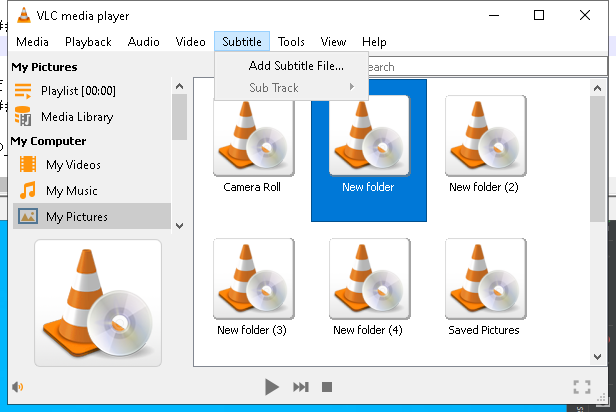 VLC media player
Media Playback Audio Video Subtitle Tools View Help
Add Subtitle File...
Sub Track
earch
My Pictures
Playlist [00:00]
Media Library
My Computer
My Videos
My Music
My Pictures
Camera Roll
New folder
New folder (2)
New folder (3)
New folder (4)
Saved Pictures